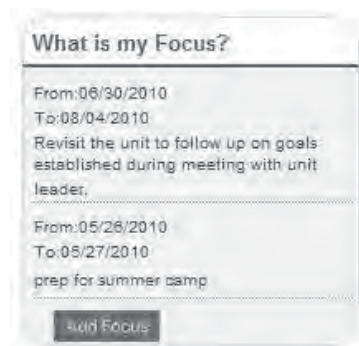 What is my Focus?
From:06/30/2010
To:08/04/2010
Revisit the unit to follow up on goals
established during meeting with unit
leader.
From:05/26/2010
To:05/27/2010
prep for summer camp
Add Focus